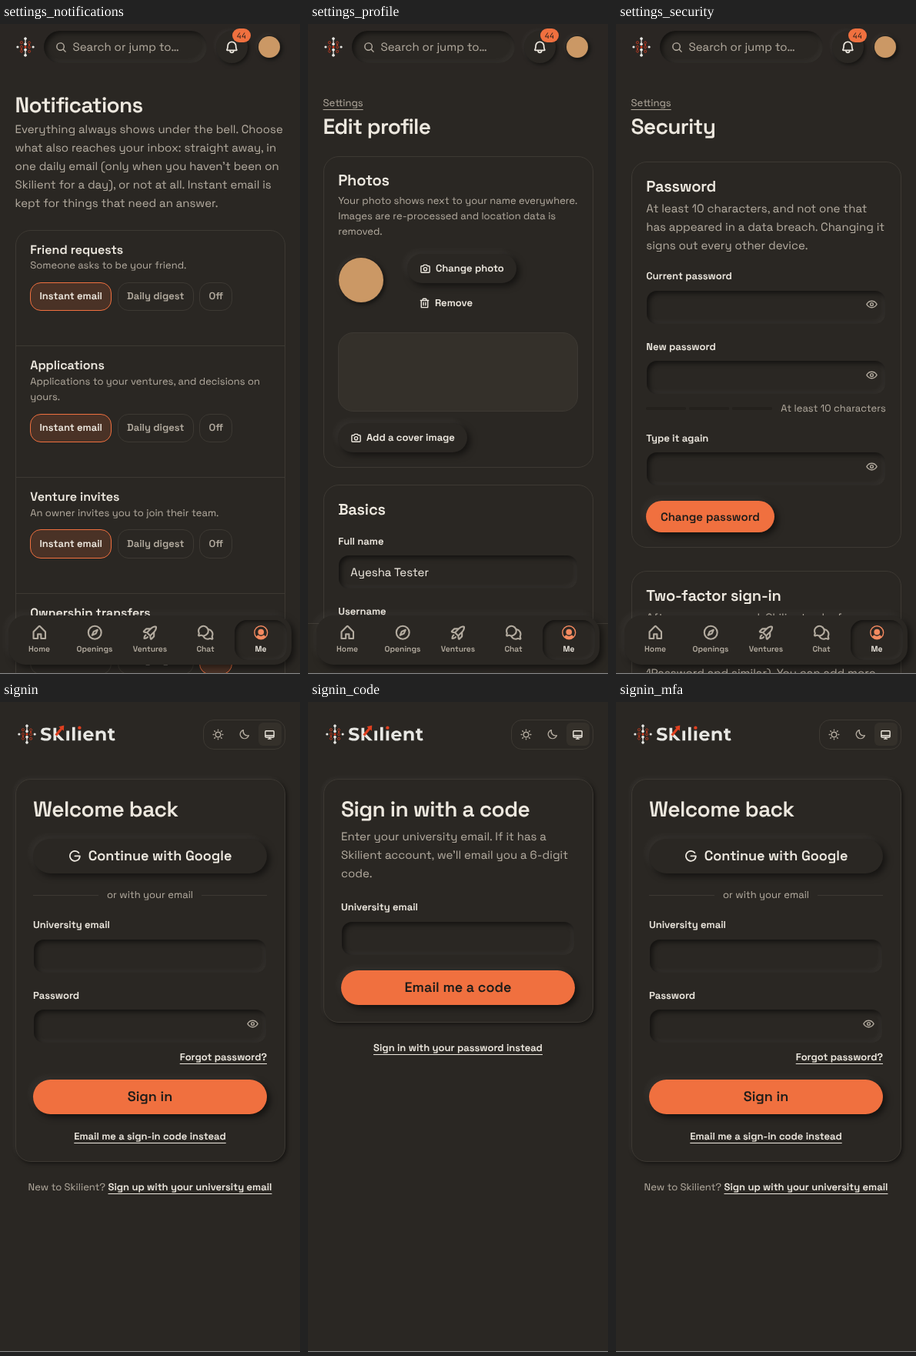 settings_notifications
44
Search or jump to...
Notifications
Everything always shows under the bell. Choose
what also reaches your inbox: straight away, in
one daily email (only when you haven't been on
Skilient for a day), or not at all. Instant email is
kept for things that need an answer.
Friend requests
Someone asks to be your friend.
Instant email Daily digest Off
Applications
Applications to your ventures, and decisions on
yours.
Instant email Daily digest Off
Venture invites
An owner invites you to join their team.
Instant email Daily digest Off
Ownership transfers
Home Openings Ventures Chat Me
settings_profile
44
Search or jump to...
Settings
Edit profile
Photos
Your photo shows next to your name everywhere.
Images are re-processed and location data is
removed.
Change photo
Remove
Add a cover image
Basics
Full name
Ayesha Tester
Username
Home Openings Ventures Chat Me
settings_security
44
Search or jump to...
Settings
Security
Password
At least 10 characters, and not one that
has appeared in a data breach. Changing it
signs out every other device.
Current password
New password
At least 10 characters
Type it again
Change password
Two-factor sign-in
Home Openings Ventures Chat Me
1Password and similar). You can add more
signin
Skilient
Welcome back
Continue with Google
or with your email
University email
Password
Forgot password?
Sign in
Email me a sign-in code instead
New to Skilient? Sign up with your university email
signin_code
Skilient
Sign in with a code
Enter your university email. If it has a
Skilient account, we'll email you a 6-digit
code.
University email
Email me a code
Sign in with your password instead
signin_mfa
Skilient
Welcome back
Continue with Google
or with your email
University email
Password
Forgot password?
Sign in
Email me a sign-in code instead
New to Skilient? Sign up with your university email